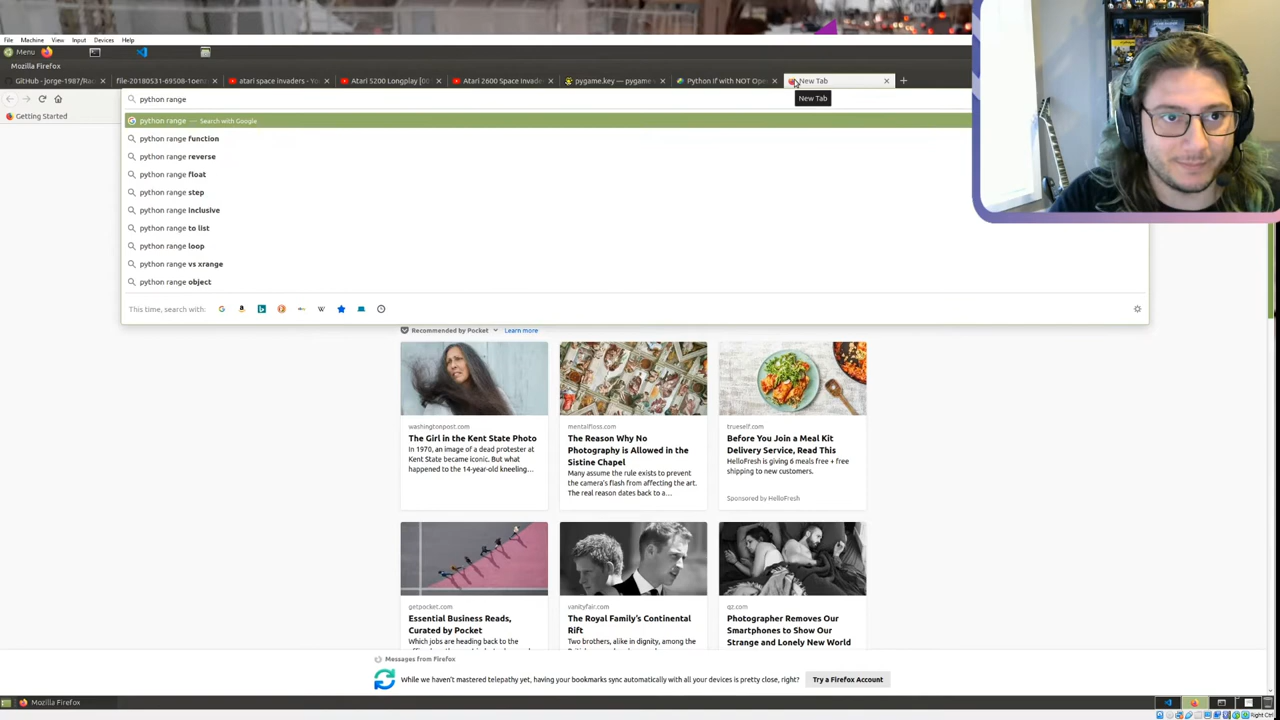 File Machine View Input Devices Help
Menu
Mozilla Firefox
GitHub - jorge-1987/Ra
file-20180531-69508-1oen
atari space invaders - Yo
Atari 5200 Longplay [00
Atari 2600 Space Invade
pygame.key — pygame
Python If with NOT Ope
New Tab
python range
New Tab
Getting Started
python range — Search with Google
python range function
python range reverse
python range float
python range step
python range inclusive
python range to list
python range loop
python range vs xrange
python range object
This time, search with:
Recommended by Pocket
Learn more
washingtonpost.com
The Girl in the Kent State Photo
In 1970, an image of a dead protester at
Kent State became iconic. But what
happened to the 14-year-old kneeling…
mentalfloss.com
The Reason Why No
Photography is Allowed in the
Sistine Chapel
Many assume the rule exists to prevent
the camera's flash from affecting the art.
The real reason dates back to a…
trueself.com
Before You Join a Meal Kit
Delivery Service, Read This
HelloFresh is giving 6 meals free + free
shipping to new customers.
Sponsored by HelloFresh
getpocket.com
Essential Business Reads,
Curated by Pocket
Which jobs are heading back to the
vanityfair.com
The Royal Family's Continental
Rift
Two brothers, alike in dignity, among the
qz.com
Photographer Removes Our
Smartphones to Show Our
Strange and Lonely New World
Messages from Firefox
While we haven't mastered telepathy yet, having your bookmarks sync automatically with all your devices is pretty close, right?
Try a Firefox Account
Mozilla Firefox
Right Ctrl